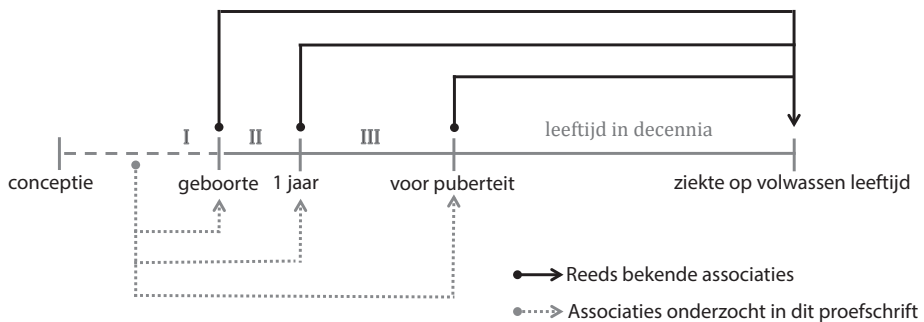 I II III leeftijd in decennia
conceptie geboorte 1 jaar voor puberteit ziekte op volwassen leeftijd
Reeds bekende associaties
Associaties onderzocht in dit proefschrift